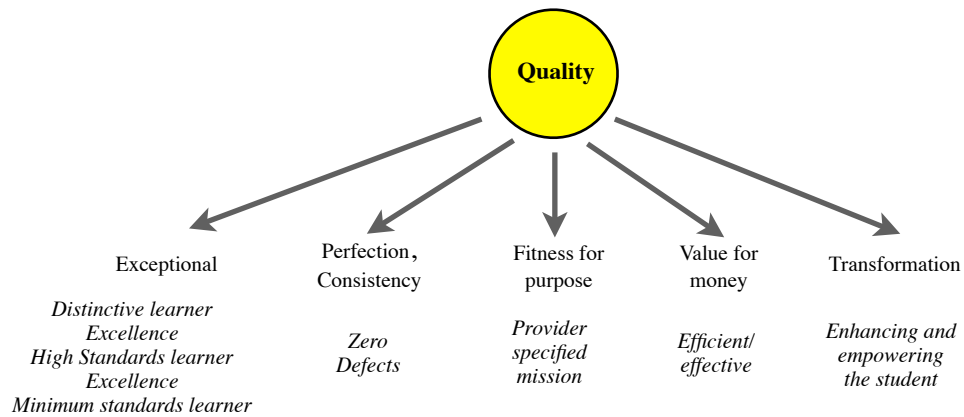 Quality
Exceptional
Distinctive learner
Excellence
High Standards learner
Excellence
Minimum standards learner
Perfection,
Consistency
Zero
Defects
Fitness for
purpose
Provider
specified
mission
Value for
money
Efficient/
effective
Transformation
Enhancing and
empowering
the student